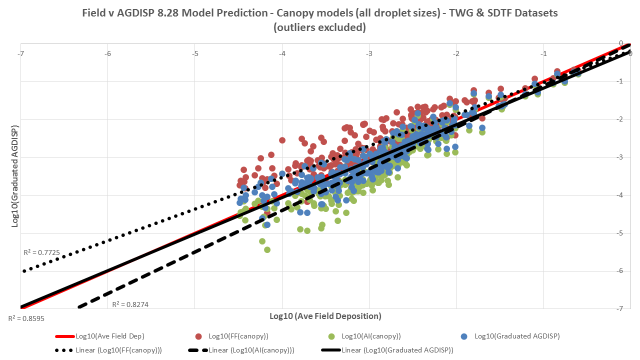 Field v AGDISP 8.28 Model Prediction - Canopy models (all droplet sizes) - TWG & SDTF Datasets
(outliers excluded)
-7 -6 -5 -4 -3 -2 -1 0
0
-1
-2
-3
-4
-5
-6
-7
Log10(Graduated AGDISP)
R² = 0.7725
R² = 0.8274
R² = 0.8595
Log10 (Ave Field Deposition)
Log10(Ave Field Dep) Log10(FF(canopy)) Log10(AI(canopy)) Log10(Graduated AGDISP)
Linear (Log10(FF(canopy))) Linear (Log10(AI(canopy))) Linear (Log10(Graduated AGDISP))